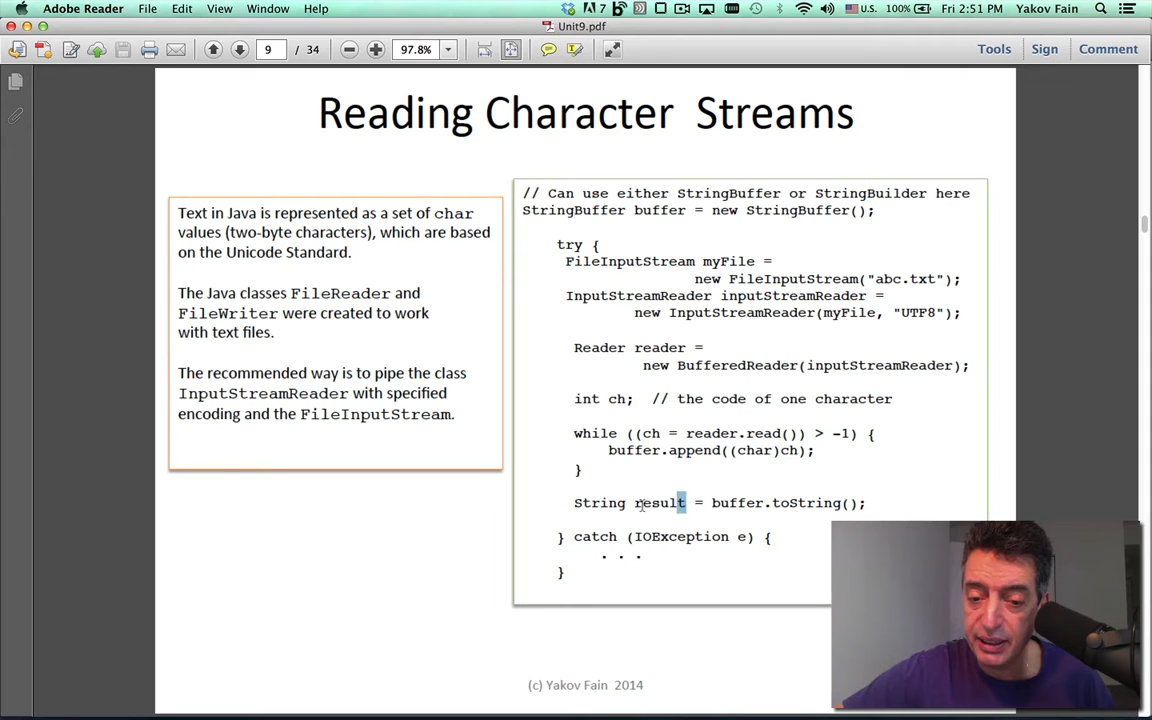 Adobe Reader File Edit View Window Help
7 U.S. 100% Fri 2:51 PM Yakov Fain
Unit9.pdf
9 / 34 97.8% Tools Sign Comment
Reading Character Streams
Text in Java is represented as a set of char
values (two-byte characters), which are based
on the Unicode Standard.
The Java classes FileReader and
FileWriter were created to work
with text files.
The recommended way is to pipe the class
InputStreamReader with specified
encoding and the FileInputStream.
// Can use either StringBuffer or StringBuilder here
StringBuffer buffer = new StringBuffer();
try {
FileInputStream myFile =
new FileInputStream("abc.txt");
InputStreamReader inputStreamReader =
new InputStreamReader(myFile, "UTF8");
Reader reader =
new BufferedReader(inputStreamReader);
int ch; // the code of one character
while ((ch = reader.read()) > -1) {
buffer.append((char)ch);
}
String result = buffer.toString();
} catch (IOException e) {
. . .
}
(c) Yakov Fain 2014